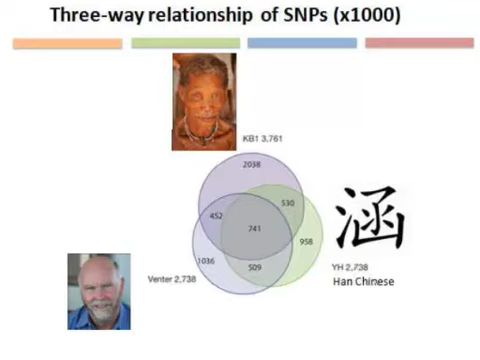 Three-way relationship of SNPs (x1000)
KB1 3,761
2038
530
452
741
958
1036
509
涵
Venter 2,738
YH 2,738
Han Chinese